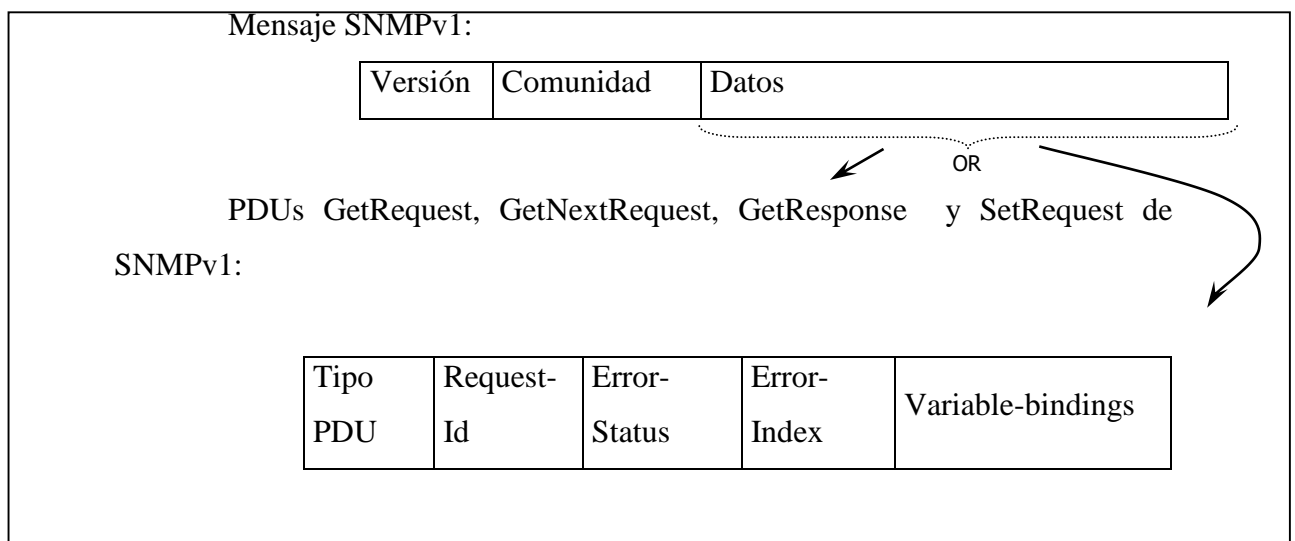 Mensaje SNMPv1:
Versión Comunidad Datos
OR
PDUs GetRequest, GetNextRequest, GetResponse y SetRequest de
SNMPv1:
Tipo Request- Error- Error- Variable-bindings
PDU Id Status Index